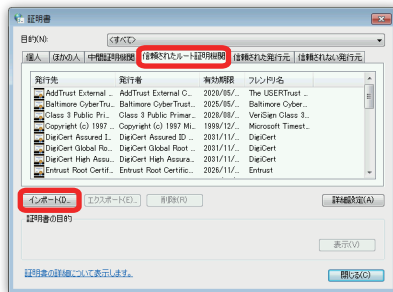 証明書
目的(N): <すべて>
個人 ほかの人 中間証明機関 信頼されたルート証明機関 信頼された発行元 信頼されない発行元
発行先 発行者 有効期限 フレンドリ名
AddTrust External ... AddTrust External C... 2020/05/... The USERTrust ...
Baltimore CyberTru... Baltimore CyberTrust... 2025/05/... Baltimore Cyber...
Class 3 Public Pri... Class 3 Public Primar... 2028/08/... VeriSign Class 3...
Copyright (c) 1997 ... Copyright (c) 1997 Mi... 1999/12/... Microsoft Timest...
DigiCert Assured I... DigiCert Assured ID ... 2031/11/... DigiCert
DigiCert Global Ro... DigiCert Global Root ... 2031/11/... DigiCert
DigiCert High Assu... DigiCert High Assura... 2031/11/... DigiCert
Entrust Root Certif... Entrust Root Certific... 2026/11/... Entrust
インポート(I)... エクスポート(E)... 削除(R) 詳細設定(A)
証明書の目的
表示(V)
証明書の詳細について表示します。
閉じる(C)